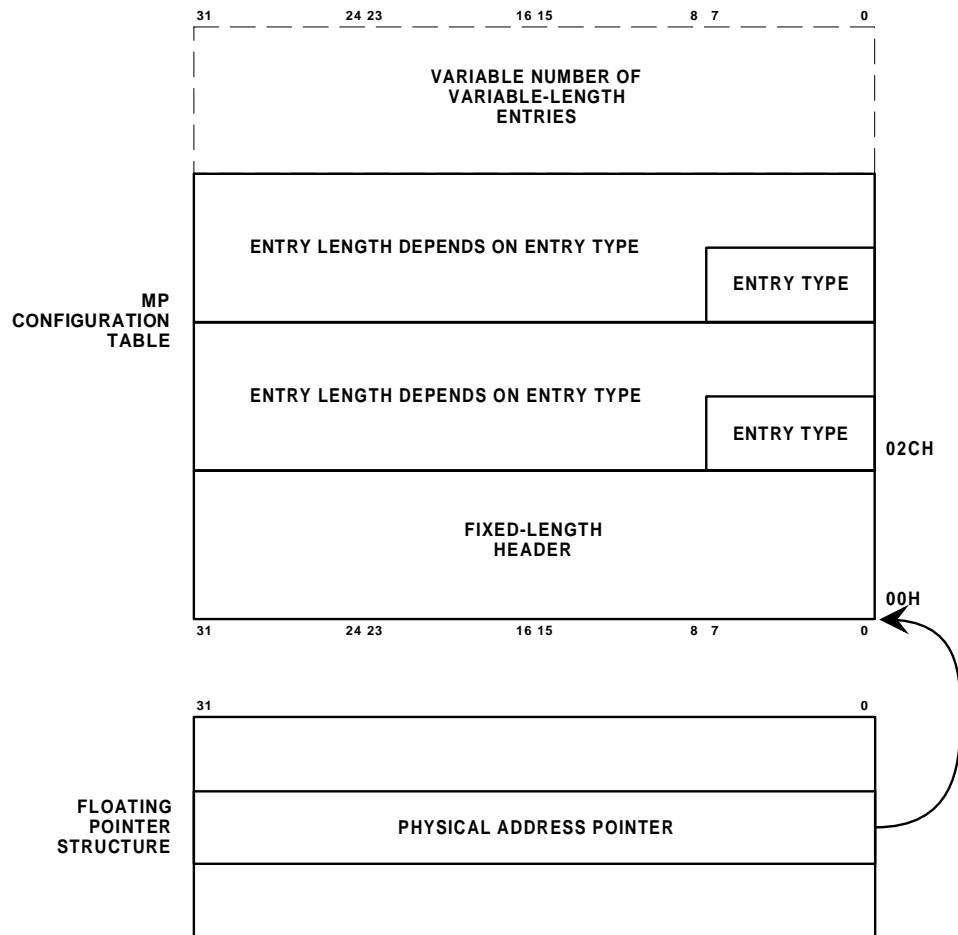 31 24 23 16 15 8 7 0
VARIABLE NUMBER OF
VARIABLE-LENGTH
ENTRIES
ENTRY LENGTH DEPENDS ON ENTRY TYPE
ENTRY TYPE
MP
CONFIGURATION
TABLE
ENTRY LENGTH DEPENDS ON ENTRY TYPE
ENTRY TYPE
02CH
FIXED-LENGTH
HEADER
00H
31 24 23 16 15 8 7 0
31 0
FLOATING
POINTER
STRUCTURE
PHYSICAL ADDRESS POINTER